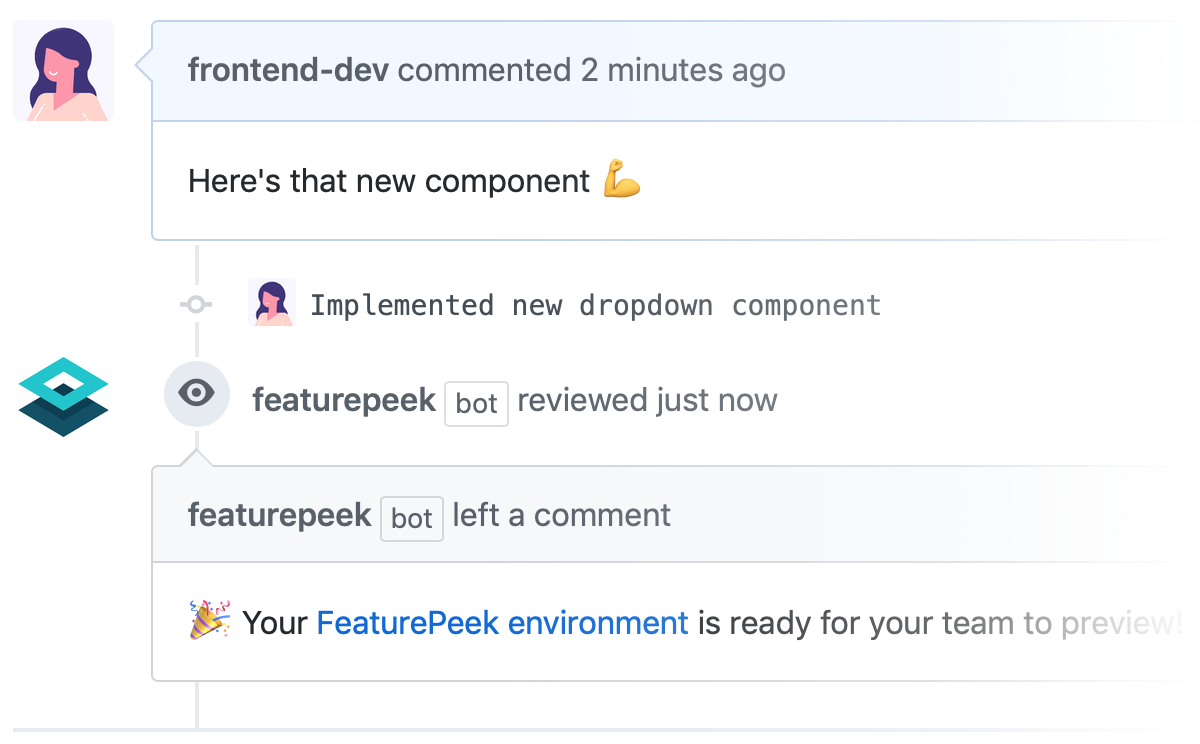 frontend-dev commented 2 minutes ago
Here's that new component 💪
Implemented new dropdown component
featurepeek bot reviewed just now
featurepeek bot left a comment
🎉 Your FeaturePeek environment is ready for your team to preview!